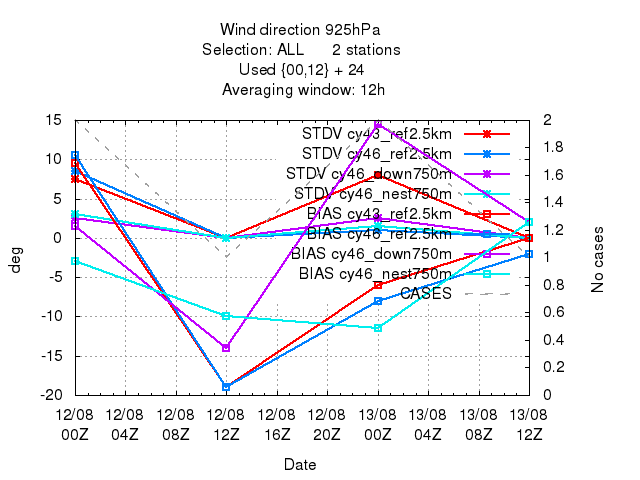 Wind direction 925hPa
Selection: ALL 2 stations
Used {00,12} + 24
Averaging window: 12h
STDV cy43_ref2.5km
STDV cy46_ref2.5km
STDV cy46_down750m
STDV cy46_nest750m
BIAS cy43_ref2.5km
BIAS cy46_ref2.5km
BIAS cy46_down750m
BIAS cy46_nest750m
CASES
15
10
5
0
-5
-10
-15
-20
deg
2
1.8
1.6
1.4
1.2
1
0.8
0.6
0.4
0.2
0
No cases
12/08 12/08 12/08 12/08 12/08 12/08 13/08 13/08 13/08 13/08
00Z 04Z 08Z 12Z 16Z 20Z 00Z 04Z 08Z 12Z
Date